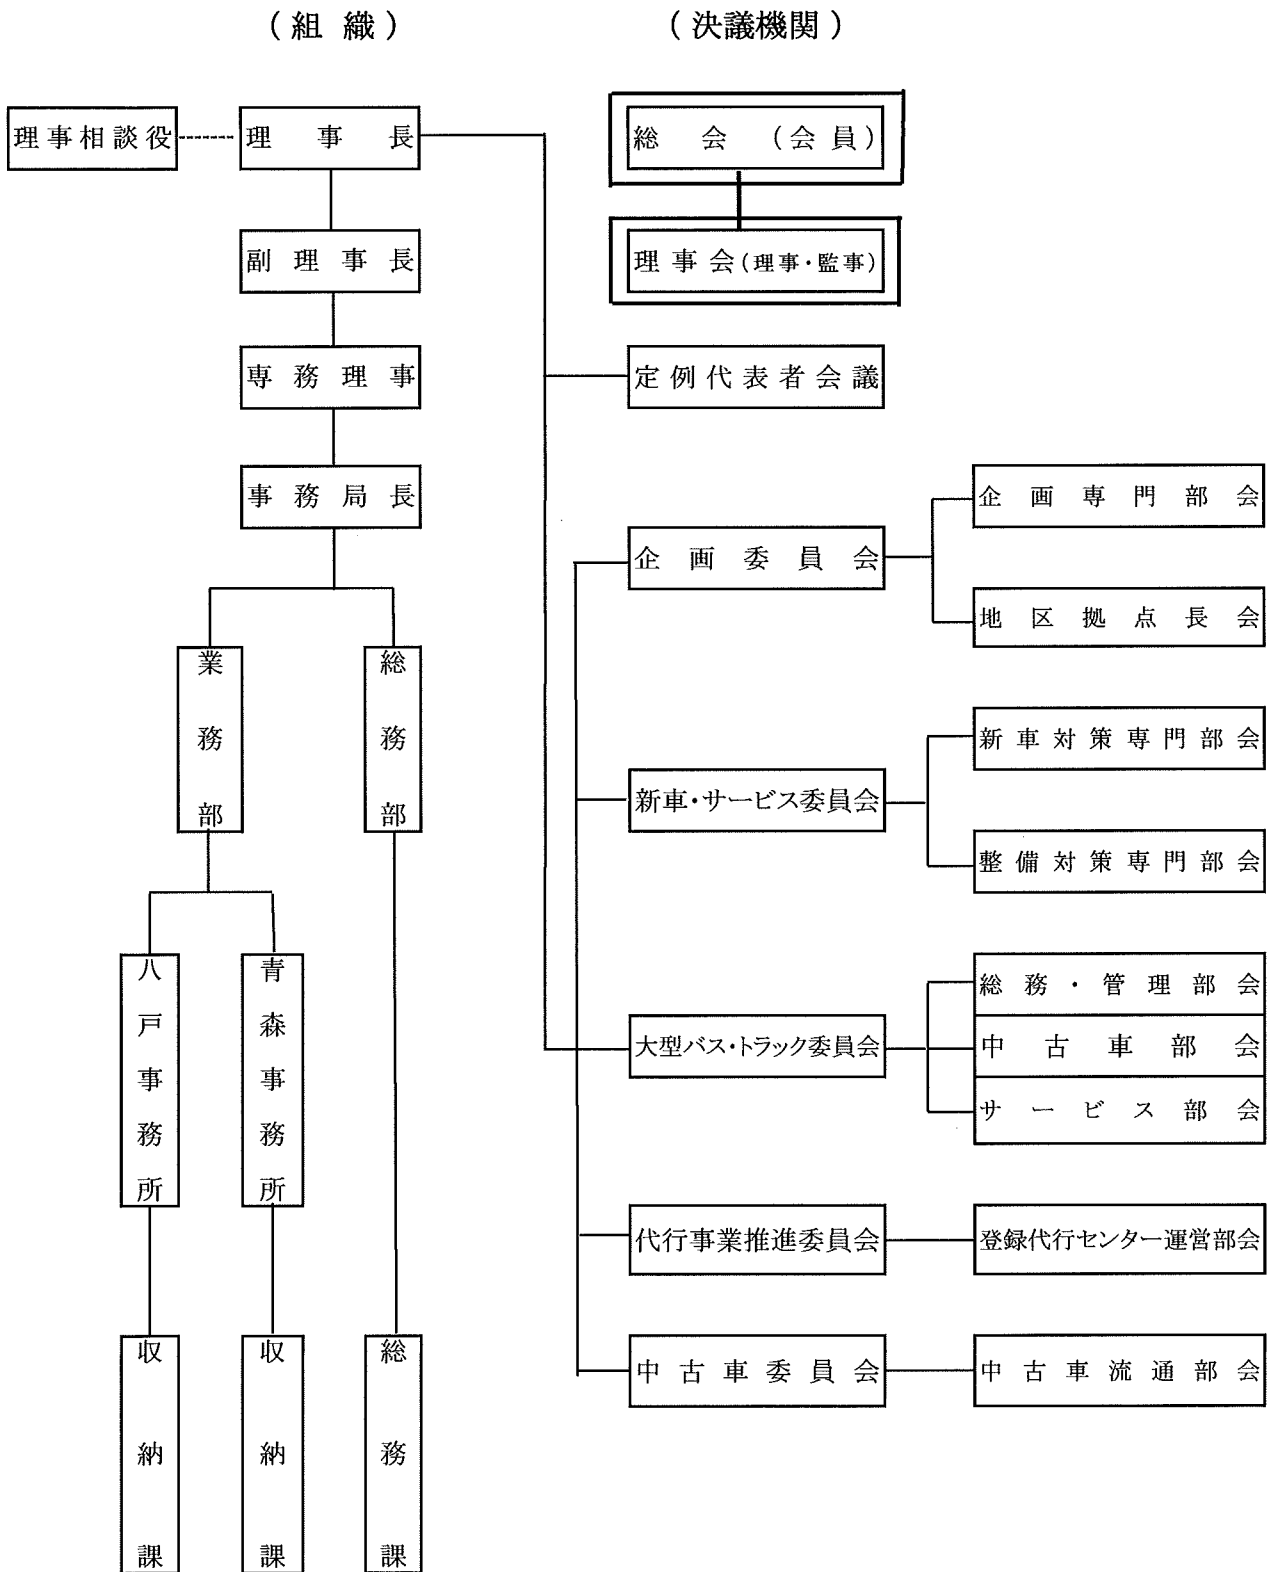 (組織)
(決議機関)
理事相談役
理事長
副理事長
専務理事
事務局長
業務部
総務部
八戸事務所
青森事務所
収納課
収納課
総務課
総会(会員)
理事会(理事・監事)
定例代表者会議
企画委員会
企画専門部会
地区拠点長会
新車・サービス委員会
新車対策専門部会
整備対策専門部会
大型バス・トラック委員会
総務・管理部会
中古車部会
サービス部会
代行事業推進委員会
登録代行センター運営部会
中古車委員会
中古車流通部会